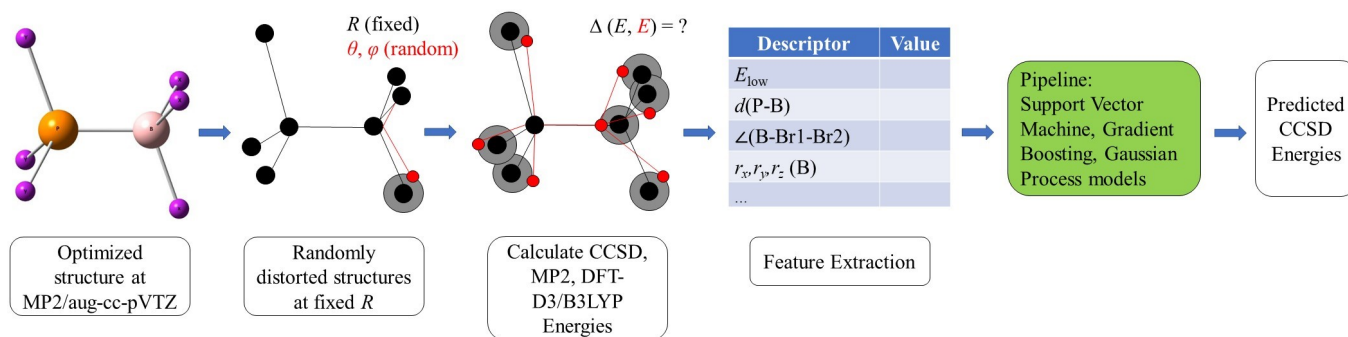 R (fixed)
θ, φ (random)
Δ (E, E) = ?
P
B
Optimized
structure at
MP2/aug-cc-pVTZ
Randomly
distorted structures
at fixed R
Calculate CCSD,
MP2, DFT-
D3/B3LYP
Energies
Descriptor Value
E_low
d(P-B)
∠(B-Br1-Br2)
r_x,r_y,r_z (B)
...
Feature Extraction
Pipeline:
Support Vector
Machine, Gradient
Boosting, Gaussian
Process models
Predicted
CCSD
Energies